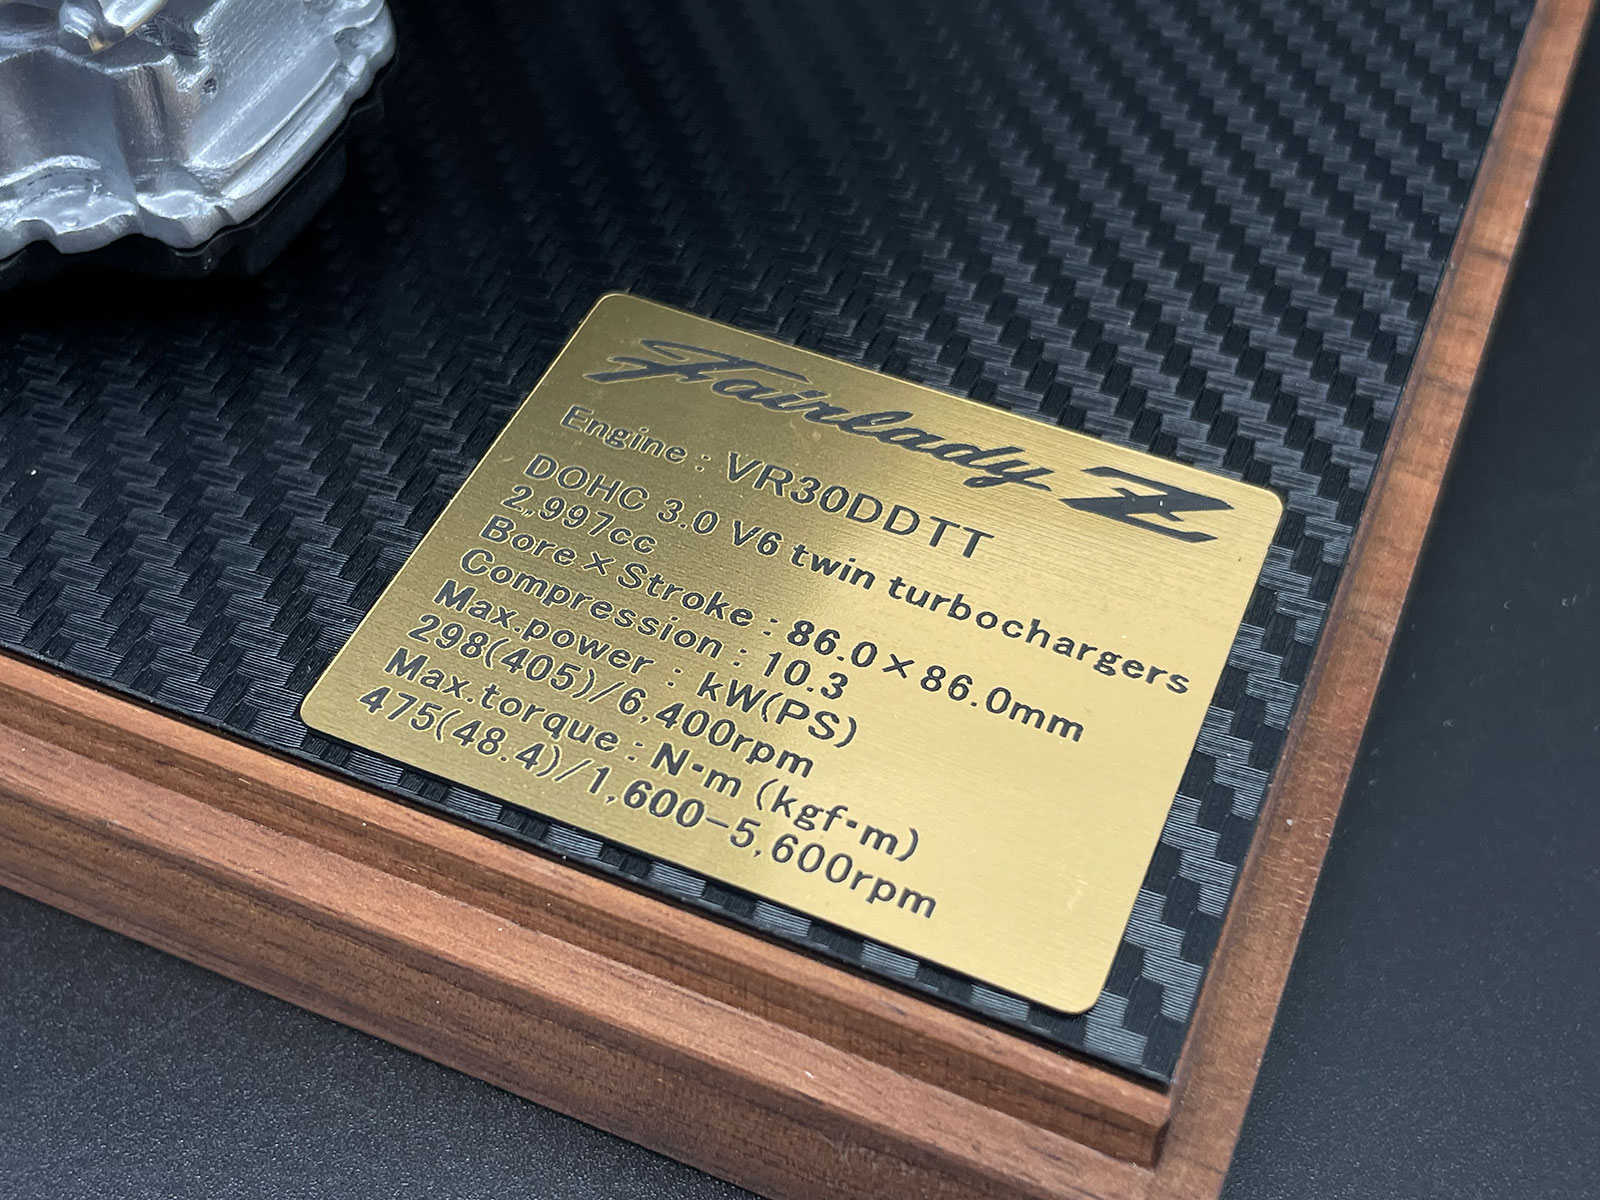 Fairlady Z
Engine : VR30DDTT
DOHC 3.0 V6 twin turbochargers
2,997cc
Bore × Stroke : 86.0×86.0mm
Compression : 10.3
Max.power : kW(PS)
298(405)/6,400rpm
Max.torque : N·m (kgf·m)
475(48.4)/1,600-5,600rpm